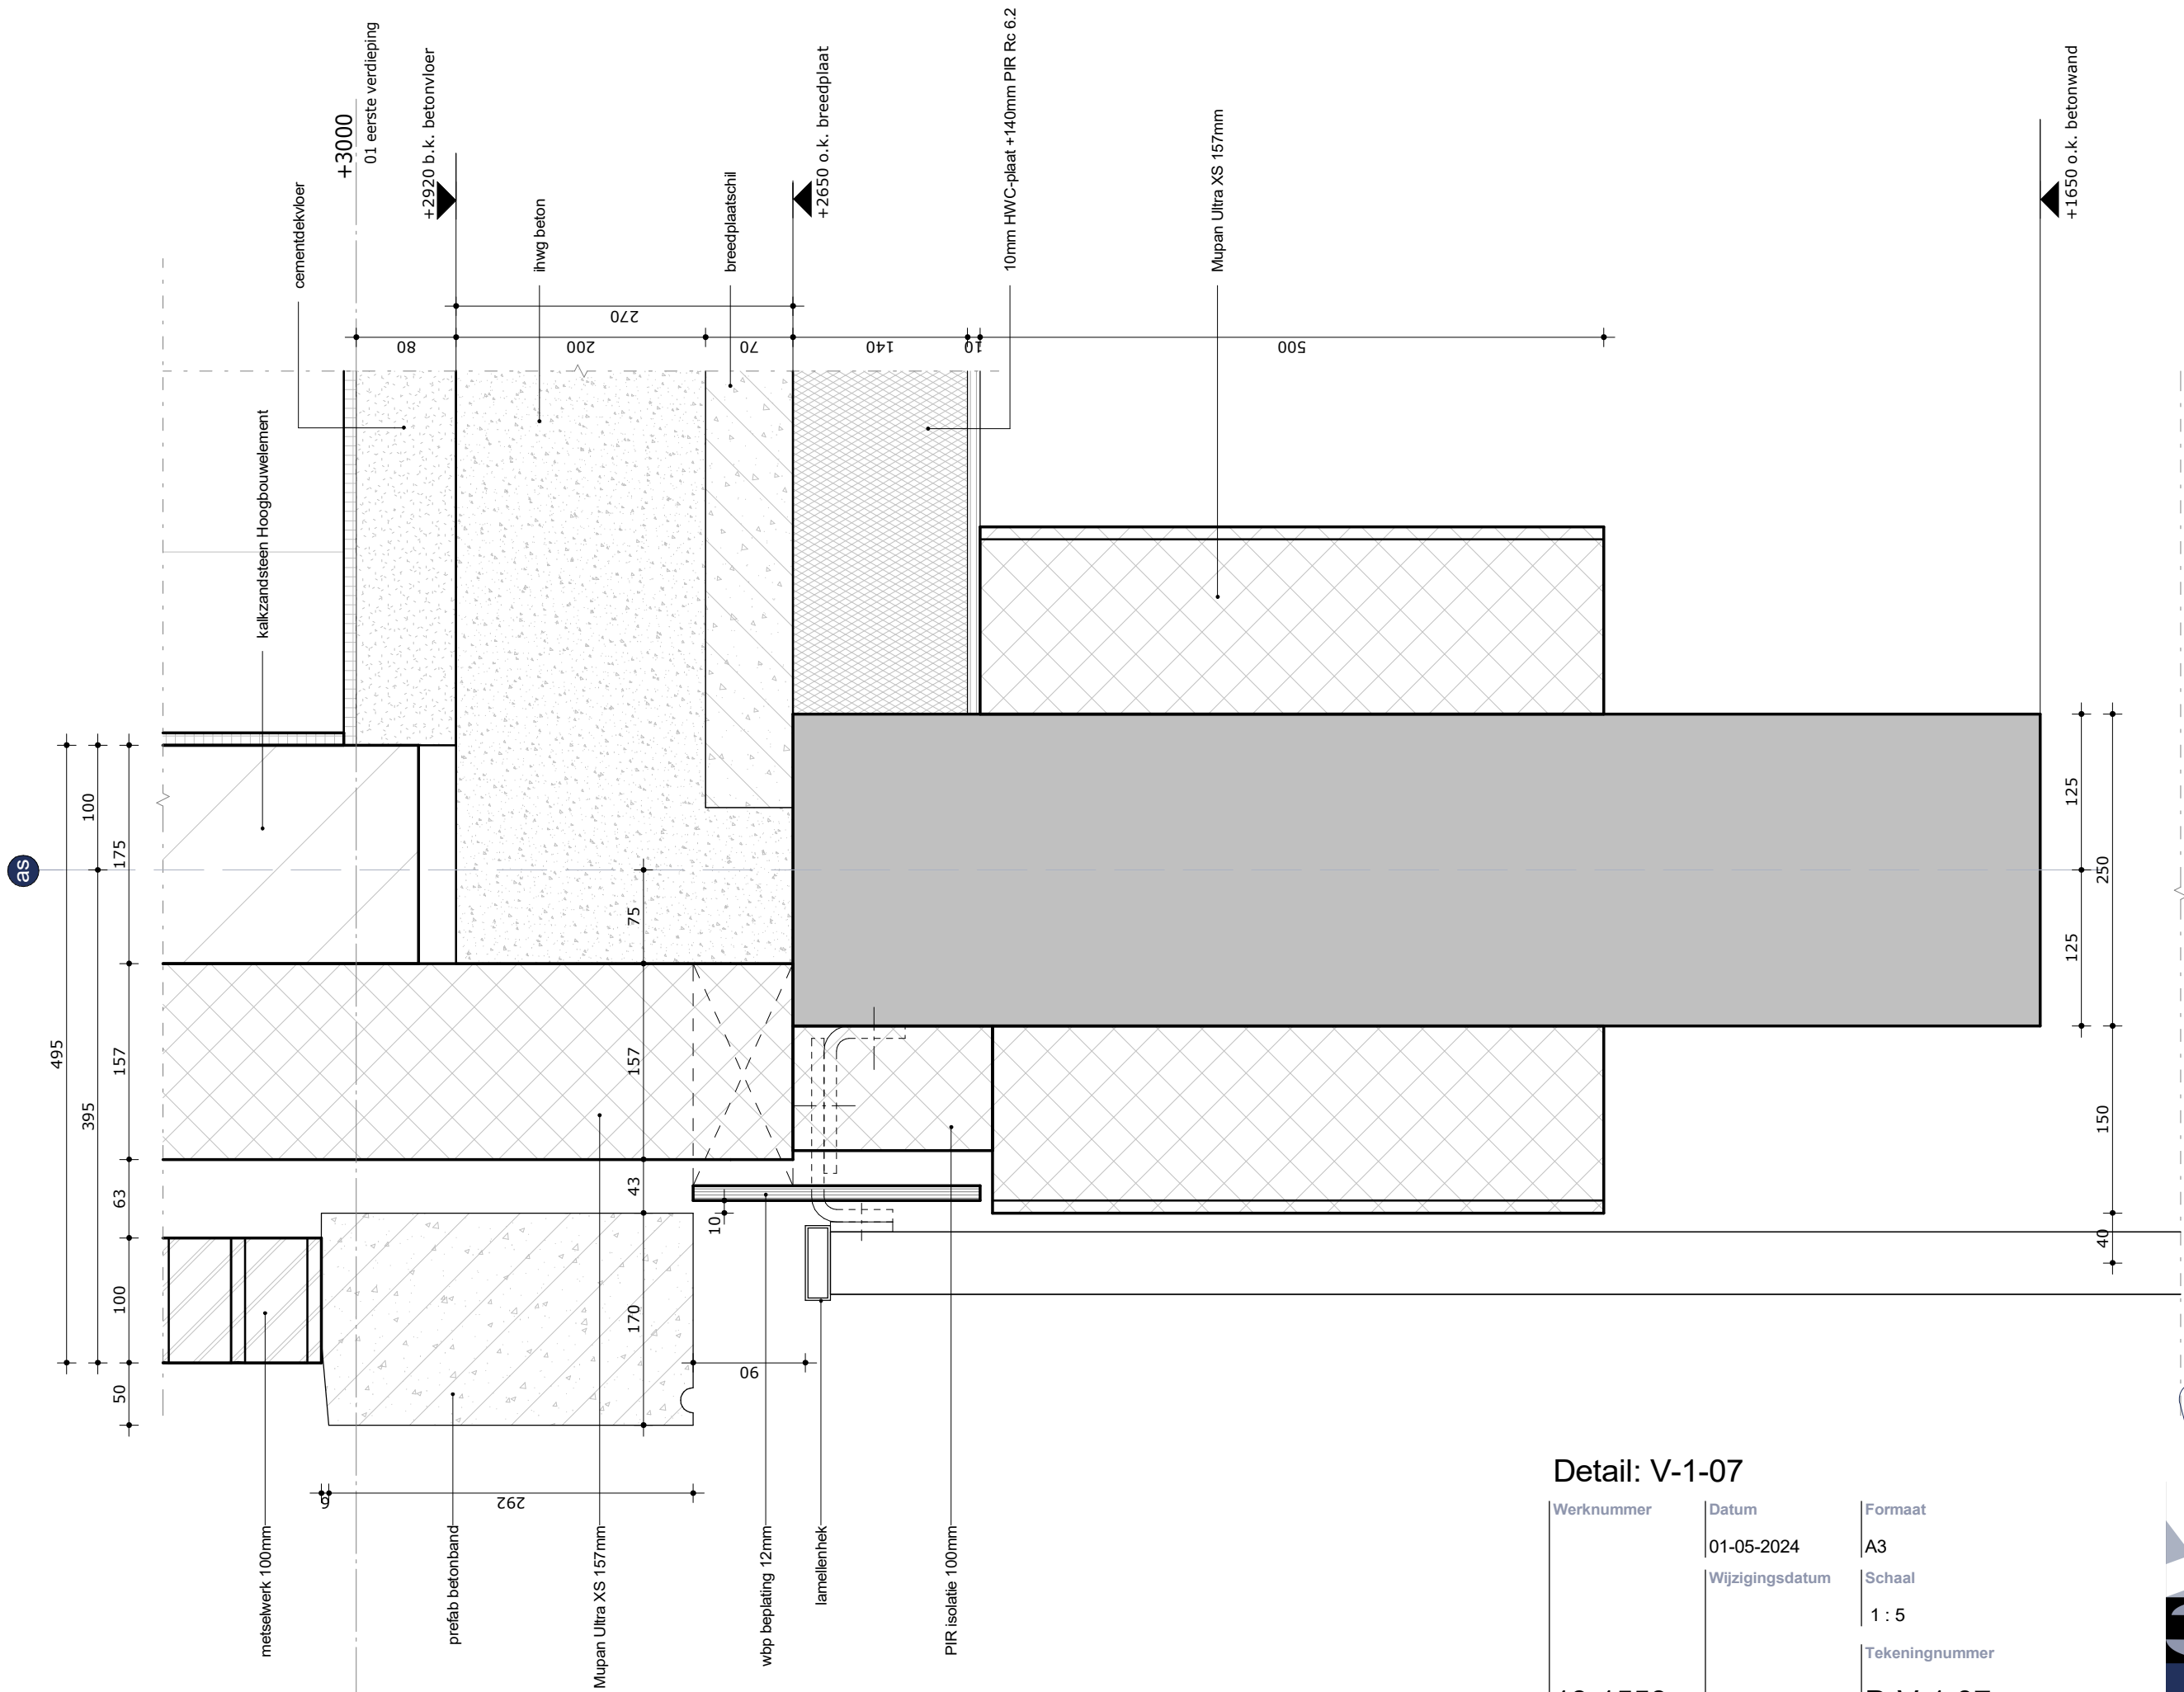 +3000
01 eerste verdieping
+2920 b.k. betonvloer
+2650 o.k. breedplaat
+1650 o.k. betonwand
cementdekvloer
kalkzandsteen Hoogbouwelement
ihwg beton
breedplaatschil
10mm HWC-plaat +140mm PIR Rc 6.2
Mupan Ultra XS 157mm
270
80
200
70
140
10
500
as
495
100
395
175
157
63
100
50
75
157
43
170
10
90
6
292
125
125
250
150
40
metselwerk 100mm
prefab betonband
Mupan Ultra XS 157mm
wbp beplating 12mm
lamellenhek
PIR isolatie 100mm
Detail: V-1-07
Werknummer
Datum
Formaat
01-05-2024
A3
Wijzigingsdatum
Schaal
1 : 5
Tekeningnummer